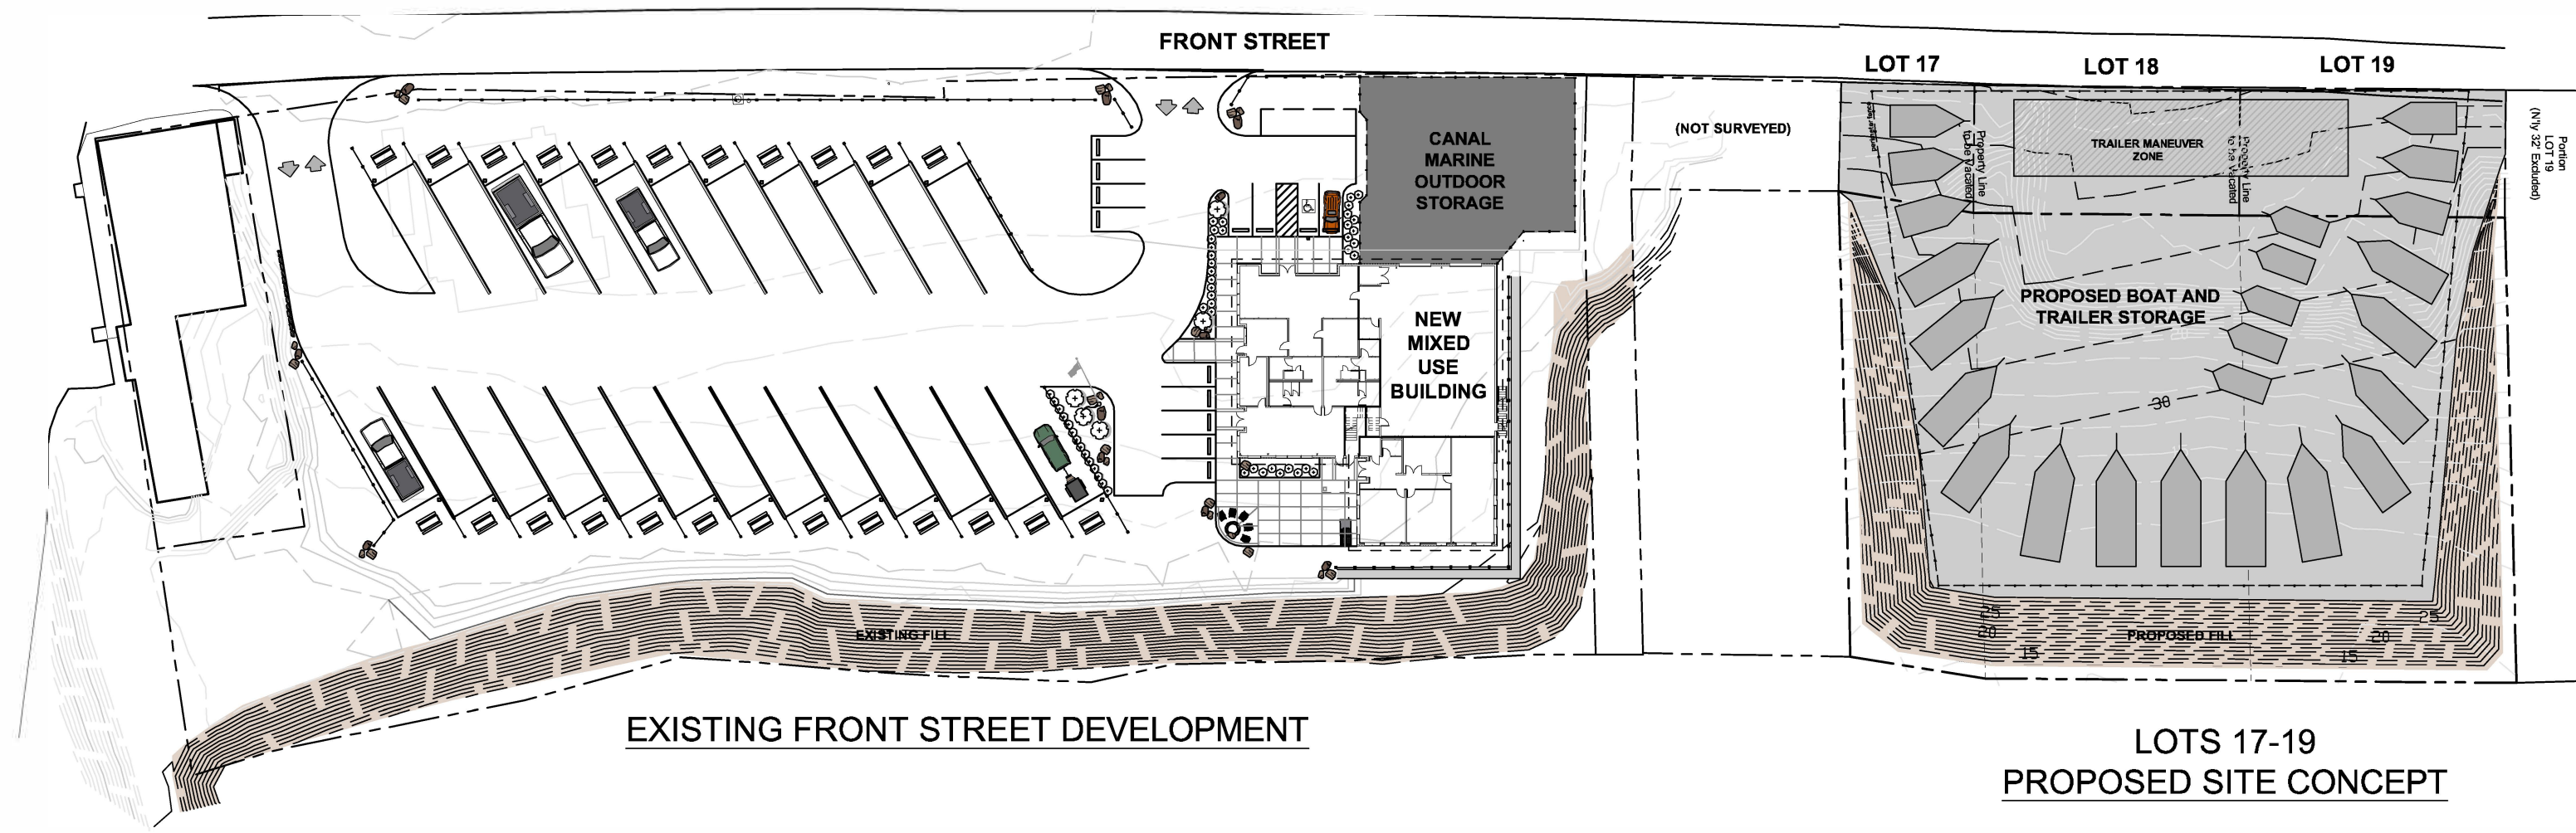 FRONT STREET
LOT 17
LOT 18
LOT 19
CANAL
MARINE
OUTDOOR
STORAGE
(NOT SURVEYED)
TRAILER MANEUVER
ZONE
Property Line
to be Vacated
Property Line
to be Vacated
Portion
LOT 19
(N'ly 32' Excluded)
PROPOSED BOAT AND
TRAILER STORAGE
NEW
MIXED
USE
BUILDING
30
25
20
15
25
20
15
EXISTING FILL
PROPOSED FILL
EXISTING FRONT STREET DEVELOPMENT
LOTS 17-19
PROPOSED SITE CONCEPT